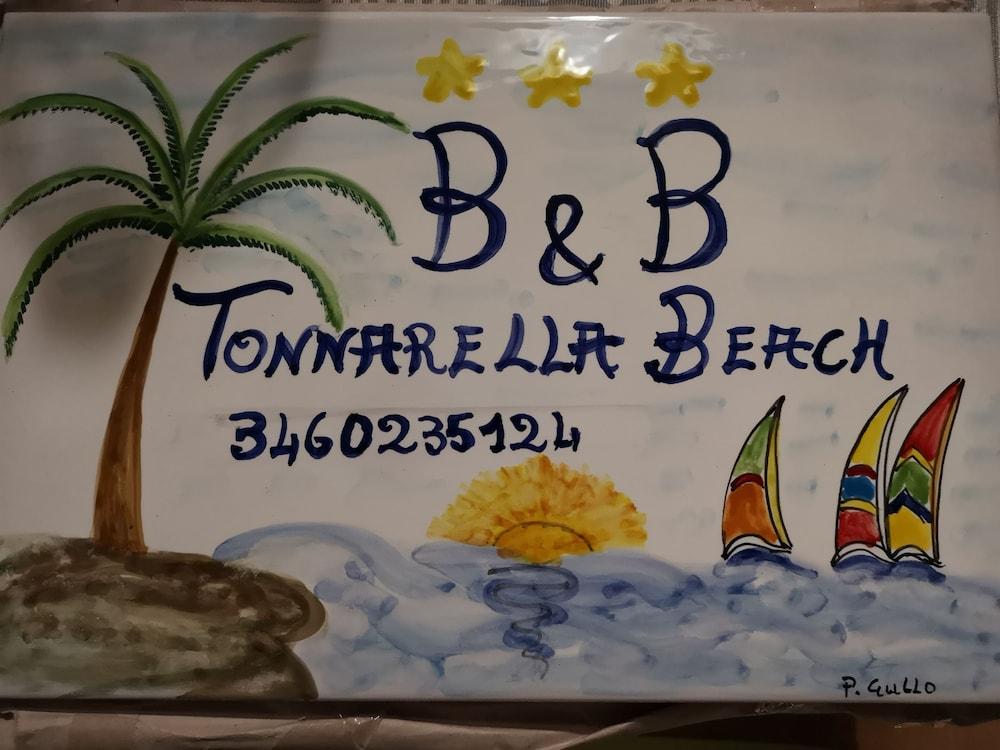 B & B
TONNARELLA BEACH
3460235124
P. GULLO